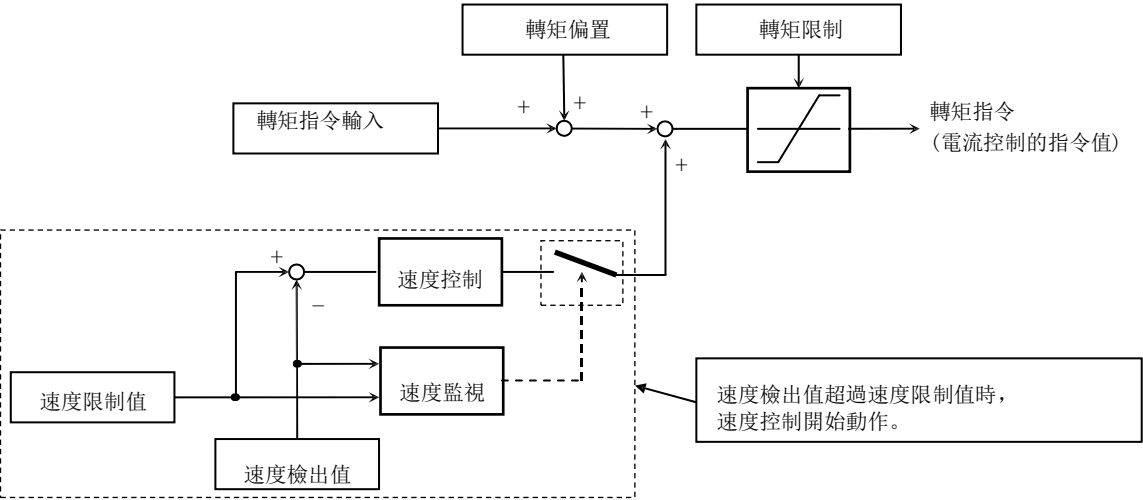 轉矩偏置
轉矩限制
轉矩指令輸入
+
+
+
轉矩指令
(電流控制的指令值)
+
+
速度控制
−
速度限制值
速度監視
速度檢出值超過速度限制值時，
速度控制開始動作。
速度檢出值